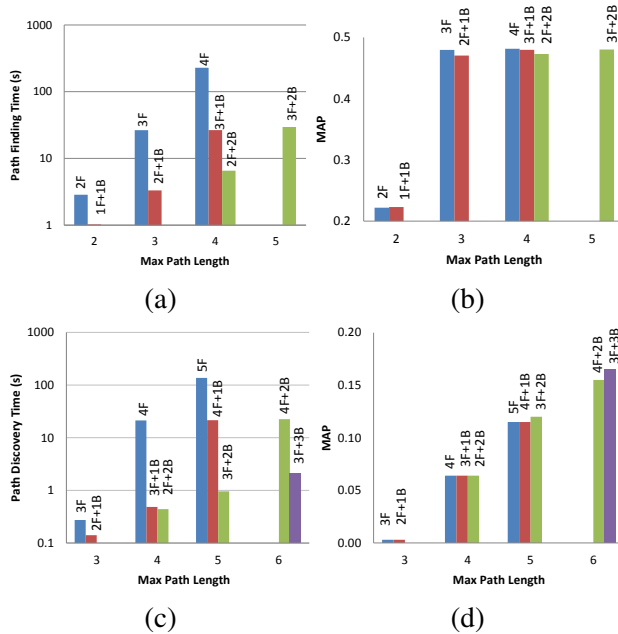 1000
100
10
1
Path Finding Time (s)
2F
1F+1B
3F
2F+1B
4F
3F+1B
2F+2B
3F+2B
2 3 4 5
Max Path Length
(a)
0.5
0.4
0.3
0.2
MAP
2F
1F+1B
3F
2F+1B
4F
3F+1B
2F+2B
3F+2B
2 3 4 5
Max Path Length
(b)
1000
100
10
1
0.1
Path Discovery Time (s)
3F
2F+1B
4F
3F+1B
2F+2B
5F
4F+1B
3F+2B
4F+2B
3F+3B
3 4 5 6
Max Path Length
(c)
0.20
0.15
0.10
0.05
0.00
MAP
3F
2F+1B
4F
3F+1B
2F+2B
5F
4F+1B
3F+2B
4F+2B
3F+3B
3 4 5 6
Max Path Length
(d)